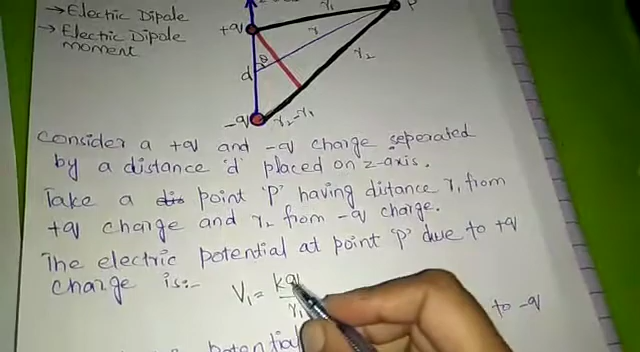 → Electric Dipale
→ Electric Dipale
moment
+q
r₁
P
r
θ
r₂
d
-q
r₂-r₁
Consider a +q and -q charge seperated
by a distance 'd' placed on z-axis.
Take a point 'P' having distance r₁ from
+q charge and r₂ from -q charge.
The electric potential at point 'P' due to +q
charge is:-
V₁ = kq/r₁
to -q